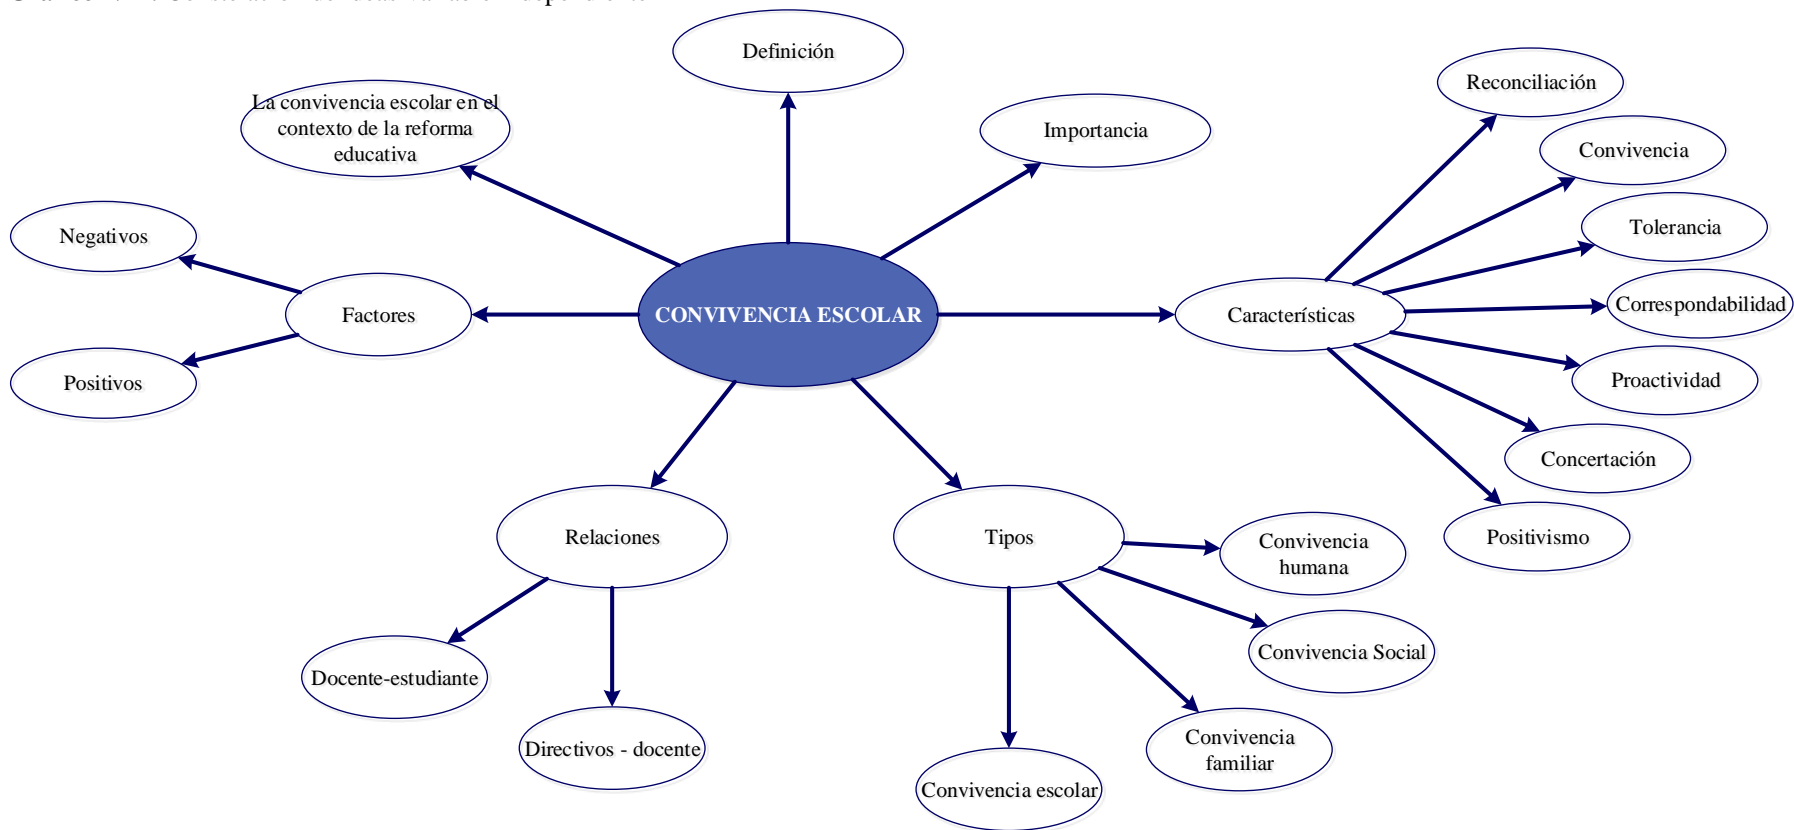 Definición
Reconciliación
La convivencia escolar en el
contexto de la reforma
educativa
Importancia
Convivencia
Negativos
Tolerancia
Factores
CONVIVENCIA ESCOLAR
Características
Correspondabilidad
Positivos
Proactividad
Concertación
Relaciones
Tipos
Positivismo
Convivencia
humana
Docente-estudiante
Convivencia Social
Directivos - docente
Convivencia
familiar
Convivencia escolar